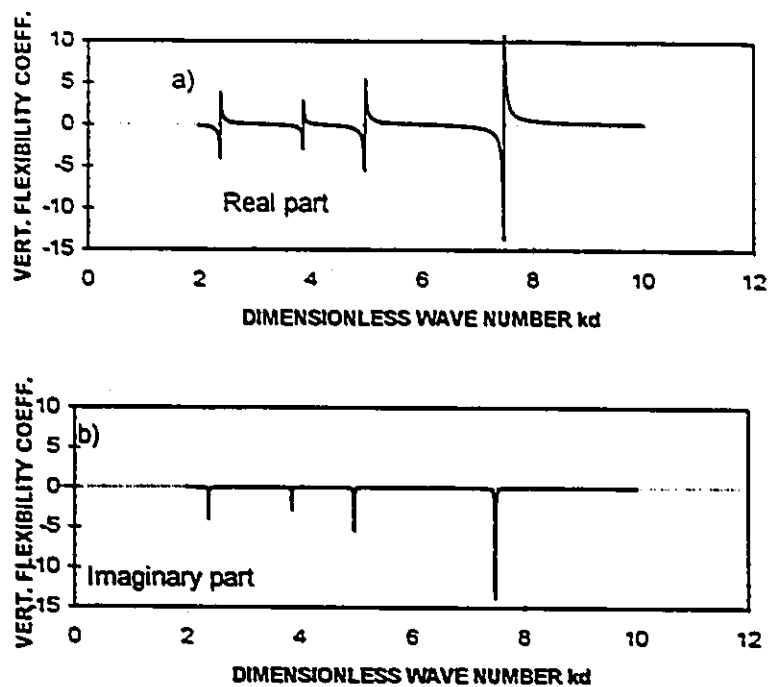 VERT. FLEXIBILITY COEFF.
10
5
0
-5
-10
-15
a)
Real part
0 2 4 6 8 10 12
DIMENSIONLESS WAVE NUMBER kd
VERT. FLEXIBILITY COEFF.
10
5
0
-5
-10
-15
b)
Imaginary part
0 2 4 6 8 10 12
DIMENSIONLESS WAVE NUMBER kd